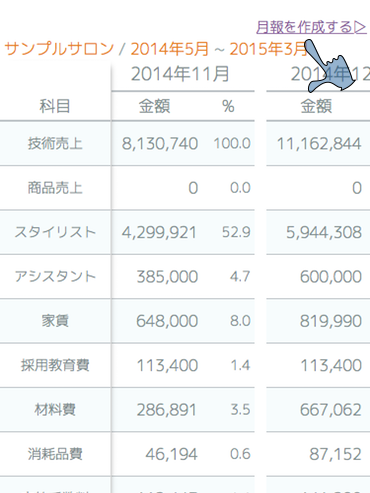 月報を作成する▷
サンプルサロン / 2014年5月 ~ 2015年3月
2014年11月 2014年12
科目 金額 % 金額
技術売上 8,130,740 100.0 11,162,844
商品売上 0 0.0 0
スタイリスト 4,299,921 52.9 5,944,308
アシスタント 385,000 4.7 600,000
家賃 648,000 8.0 819,990
採用教育費 113,400 1.4 113,400
材料費 286,891 3.5 667,062
消耗品費 46,194 0.6 87,152